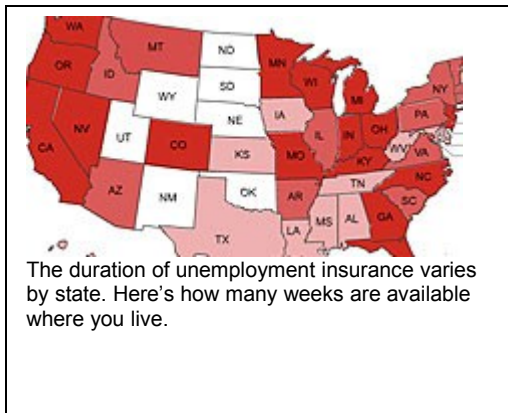 WA
MT
ND
MN
OR
ID
SD
WI
MI
NY
WY
IA
PA
NE
NV
UT
CO
IL
IN
OH
CA
KS
MO
KY
WV
VA
AZ
NM
OK
AR
TN
NC
SC
TX
LA
MS
AL
GA
The duration of unemployment insurance varies
by state. Here’s how many weeks are available
where you live.